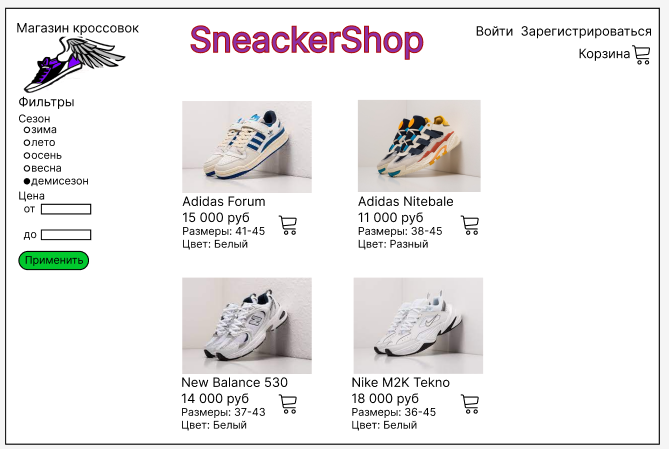 Магазин кроссовок
SneackerShop
Войти Зарегистрироваться
Корзина
Фильтры
Сезон
зима
лето
осень
весна
демисезон
Цена
от
до
Применить
Adidas Forum
15 000 руб
Размеры: 41-45
Цвет: Белый
Adidas Nitebale
11 000 руб
Размеры: 38-45
Цвет: Разный
New Balance 530
14 000 руб
Размеры: 37-43
Цвет: Белый
Nike M2K Tekno
18 000 руб
Размеры: 36-45
Цвет: Белый